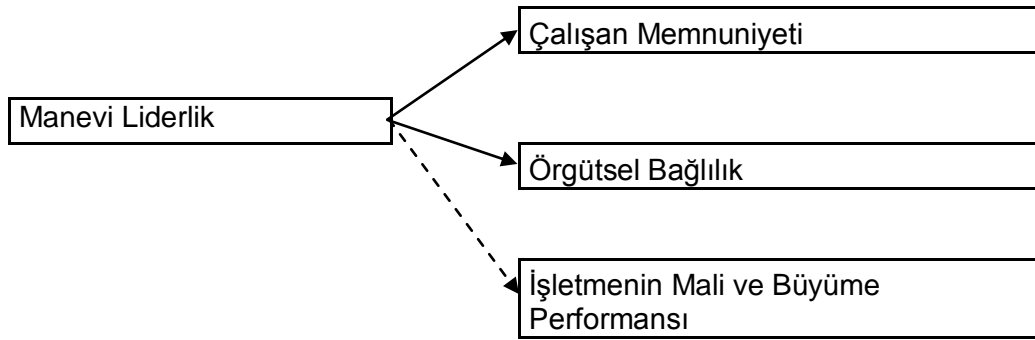 Çalışan Memnuniyeti
Manevi Liderlik
Örgütsel Bağlılık
İşletmenin Mali ve Büyüme
Performansı